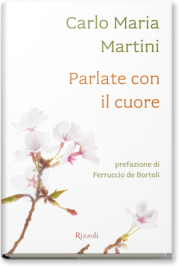 Carlo Maria
Martini
Parlate con
il cuore
prefazione di
Ferruccio de Bortoli
Rizzoli